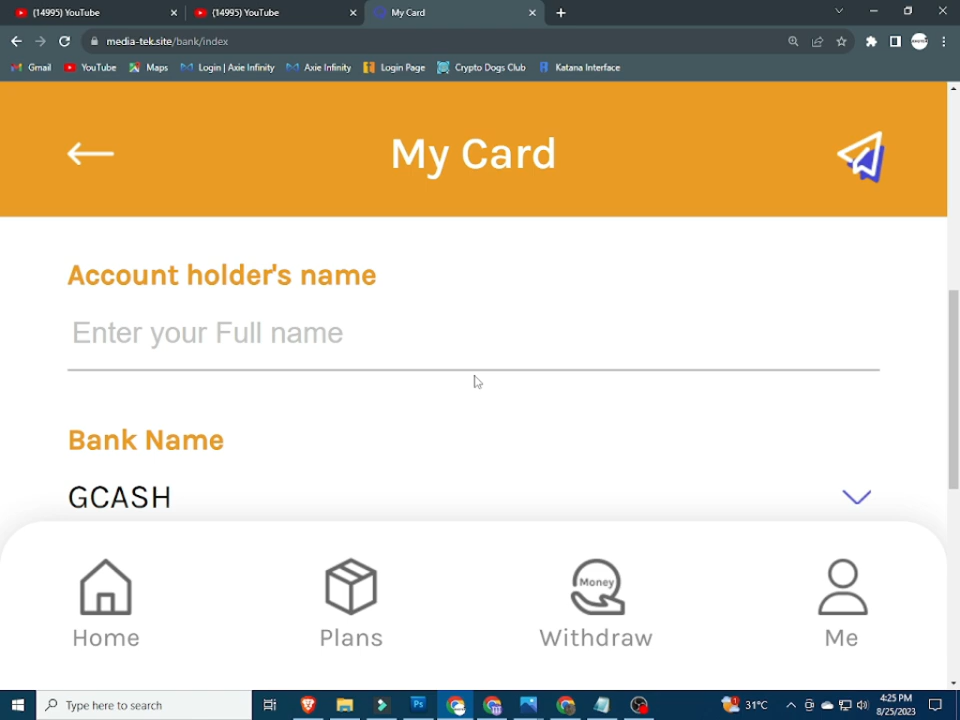 (14995) YouTube
(14995) YouTube
My Card
media-tek.site/bank/index
Gmail
YouTube
Maps
Login | Axie Infinity
Axie Infinity
Login Page
Crypto Dogs Club
Katana Interface
My Card
Account holder's name
Enter your Full name
Bank Name
GCASH
Money
Home
Plans
Withdraw
Me
Type here to search
Ps
31°C
4:25 PM
8/25/2023